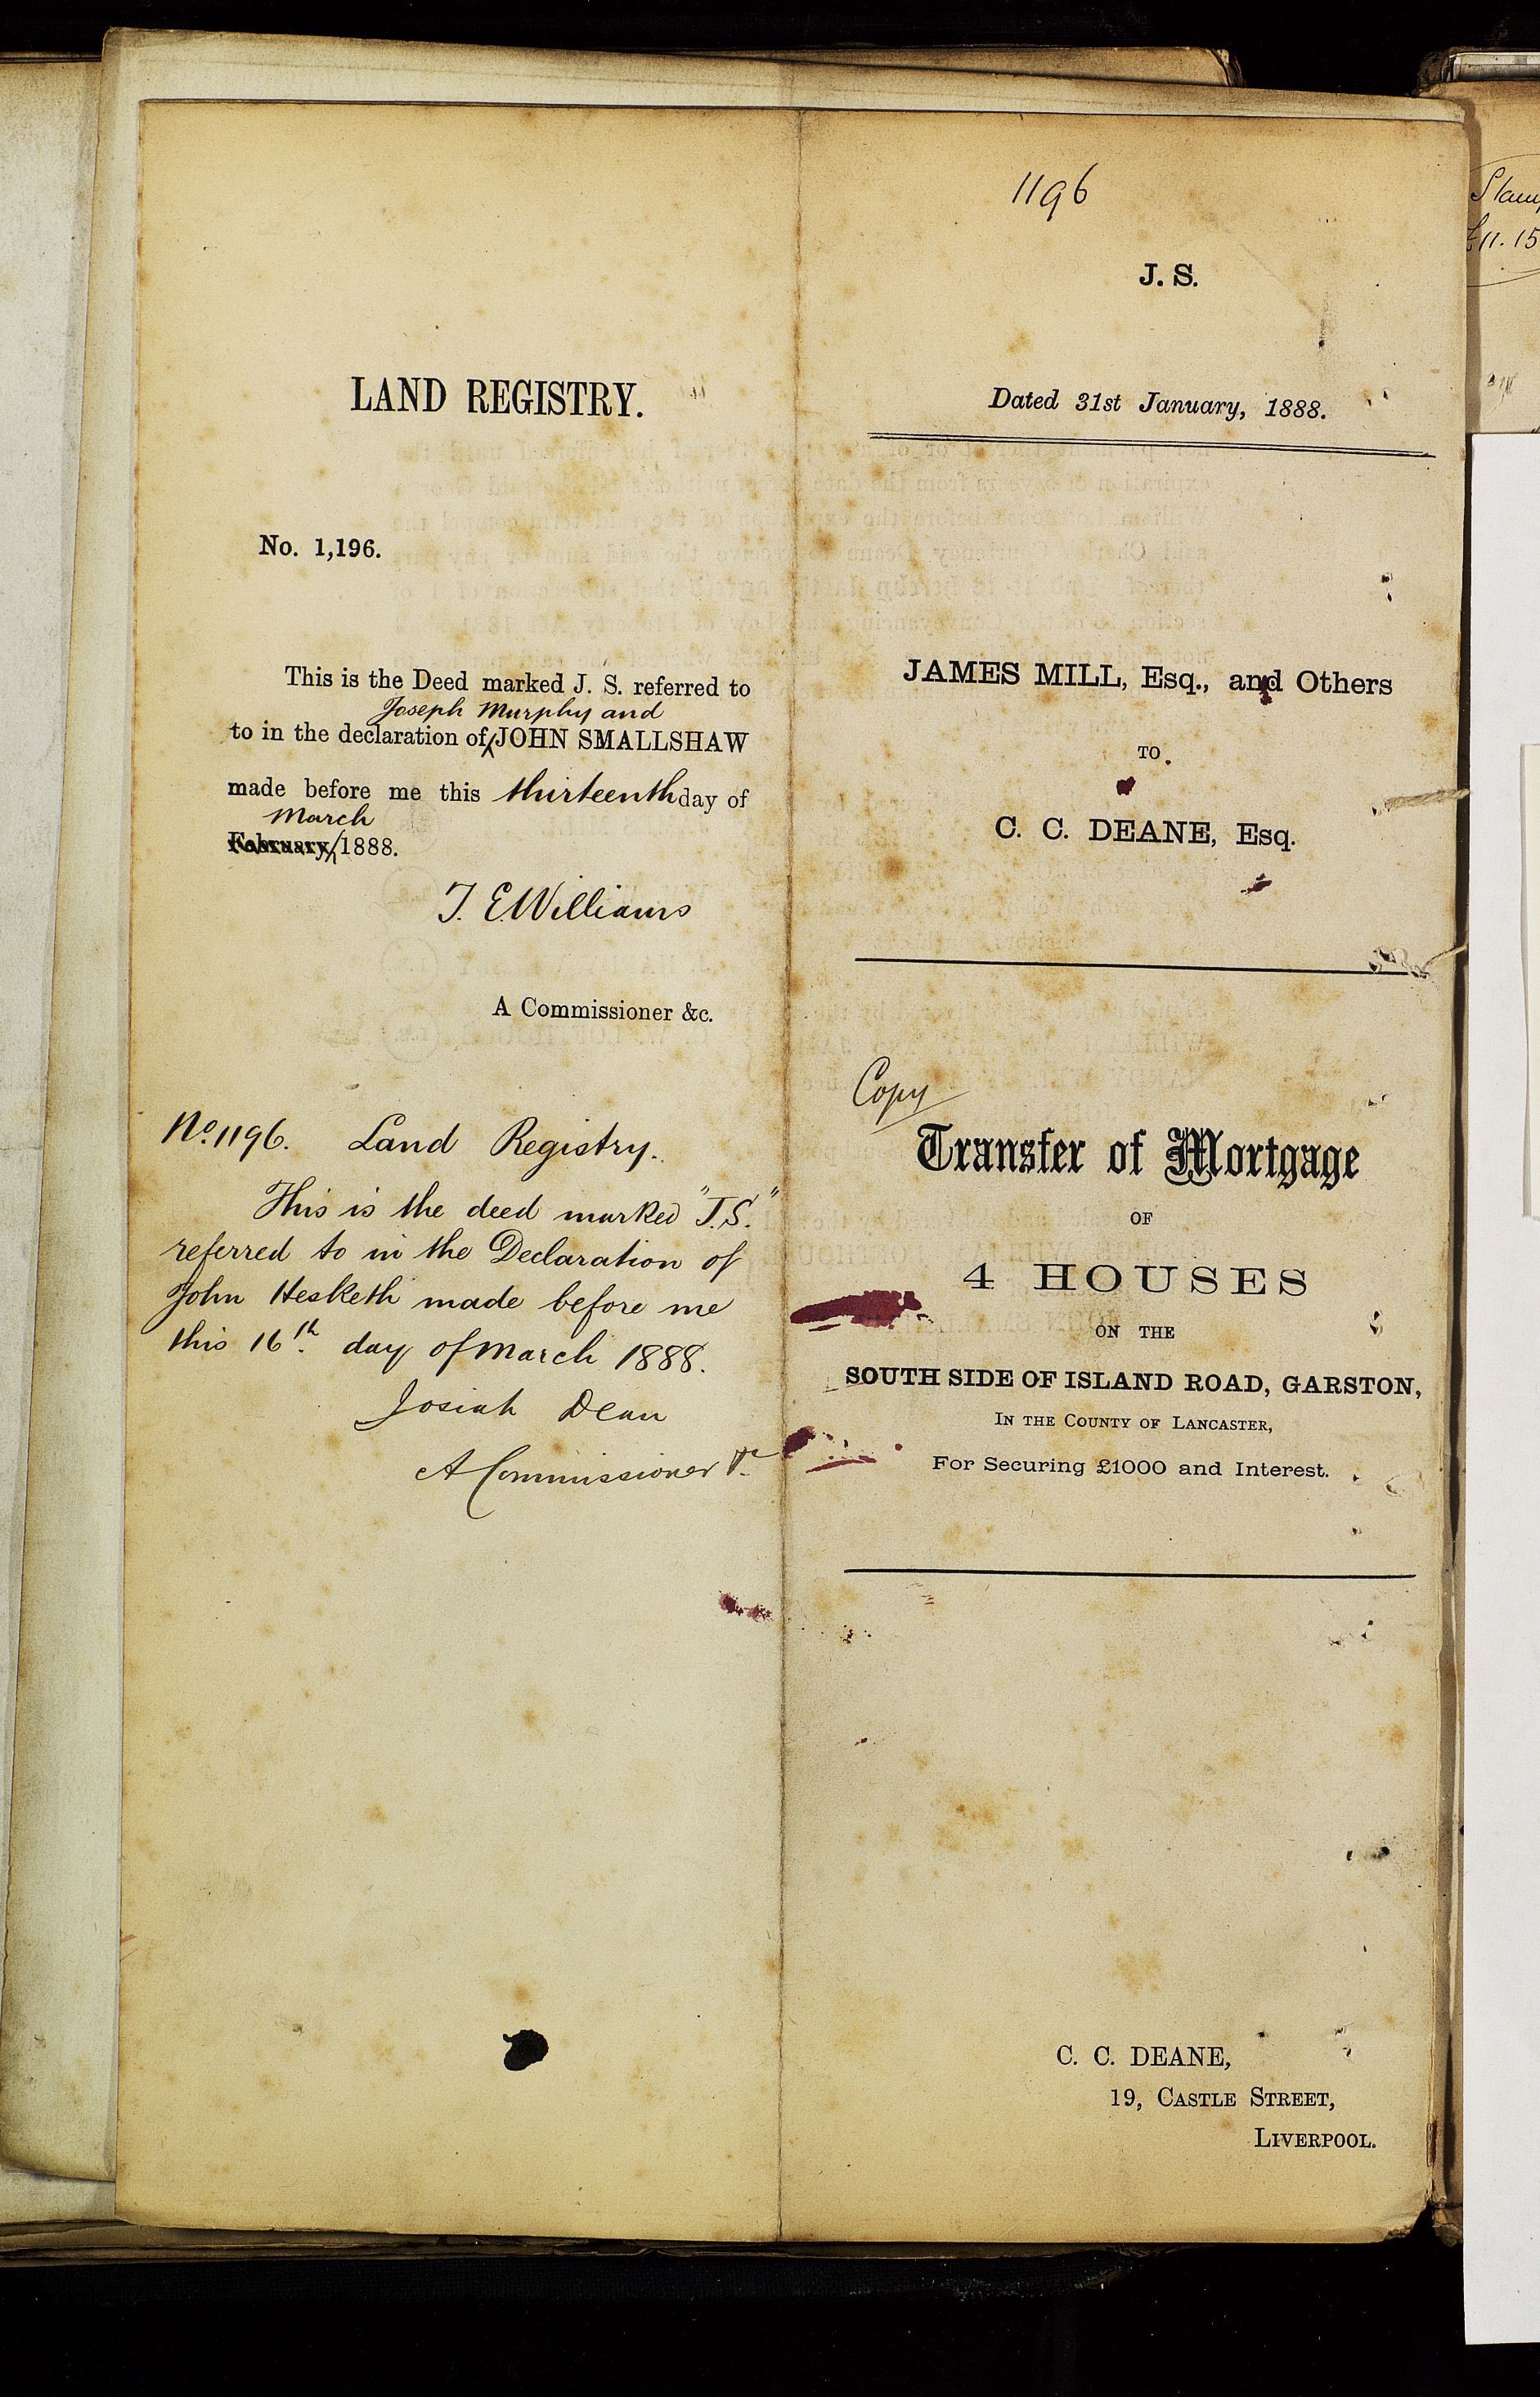 LAND REGISTRY.
No. 1,196.
This is the Deed marked J. S. referred to
Joseph Murphy and
to in the declaration of JOHN SMALLSHAW
made before me this thirteenth day of
March
February, 1888.
T. E. Williams
A Commissioner &c.
No. 1196. Land Registry.
This is the deed marked "J.S."
referred to in the Declaration of
John Hesketh made before me
this 16th. day of March 1888.
Josiah Dean
A Commissioner &c
1196
J. S.
Dated 31st January, 1888.
JAMES MILL, Esq., and Others
TO
C. C. DEANE, Esq.
Copy
Transfer of Mortgage
OF
4 HOUSES
ON THE
SOUTH SIDE OF ISLAND ROAD, GARSTON,
IN THE COUNTY OF LANCASTER,
For Securing £1000 and Interest.
C. C. DEANE,
19, CASTLE STREET,
LIVERPOOL.